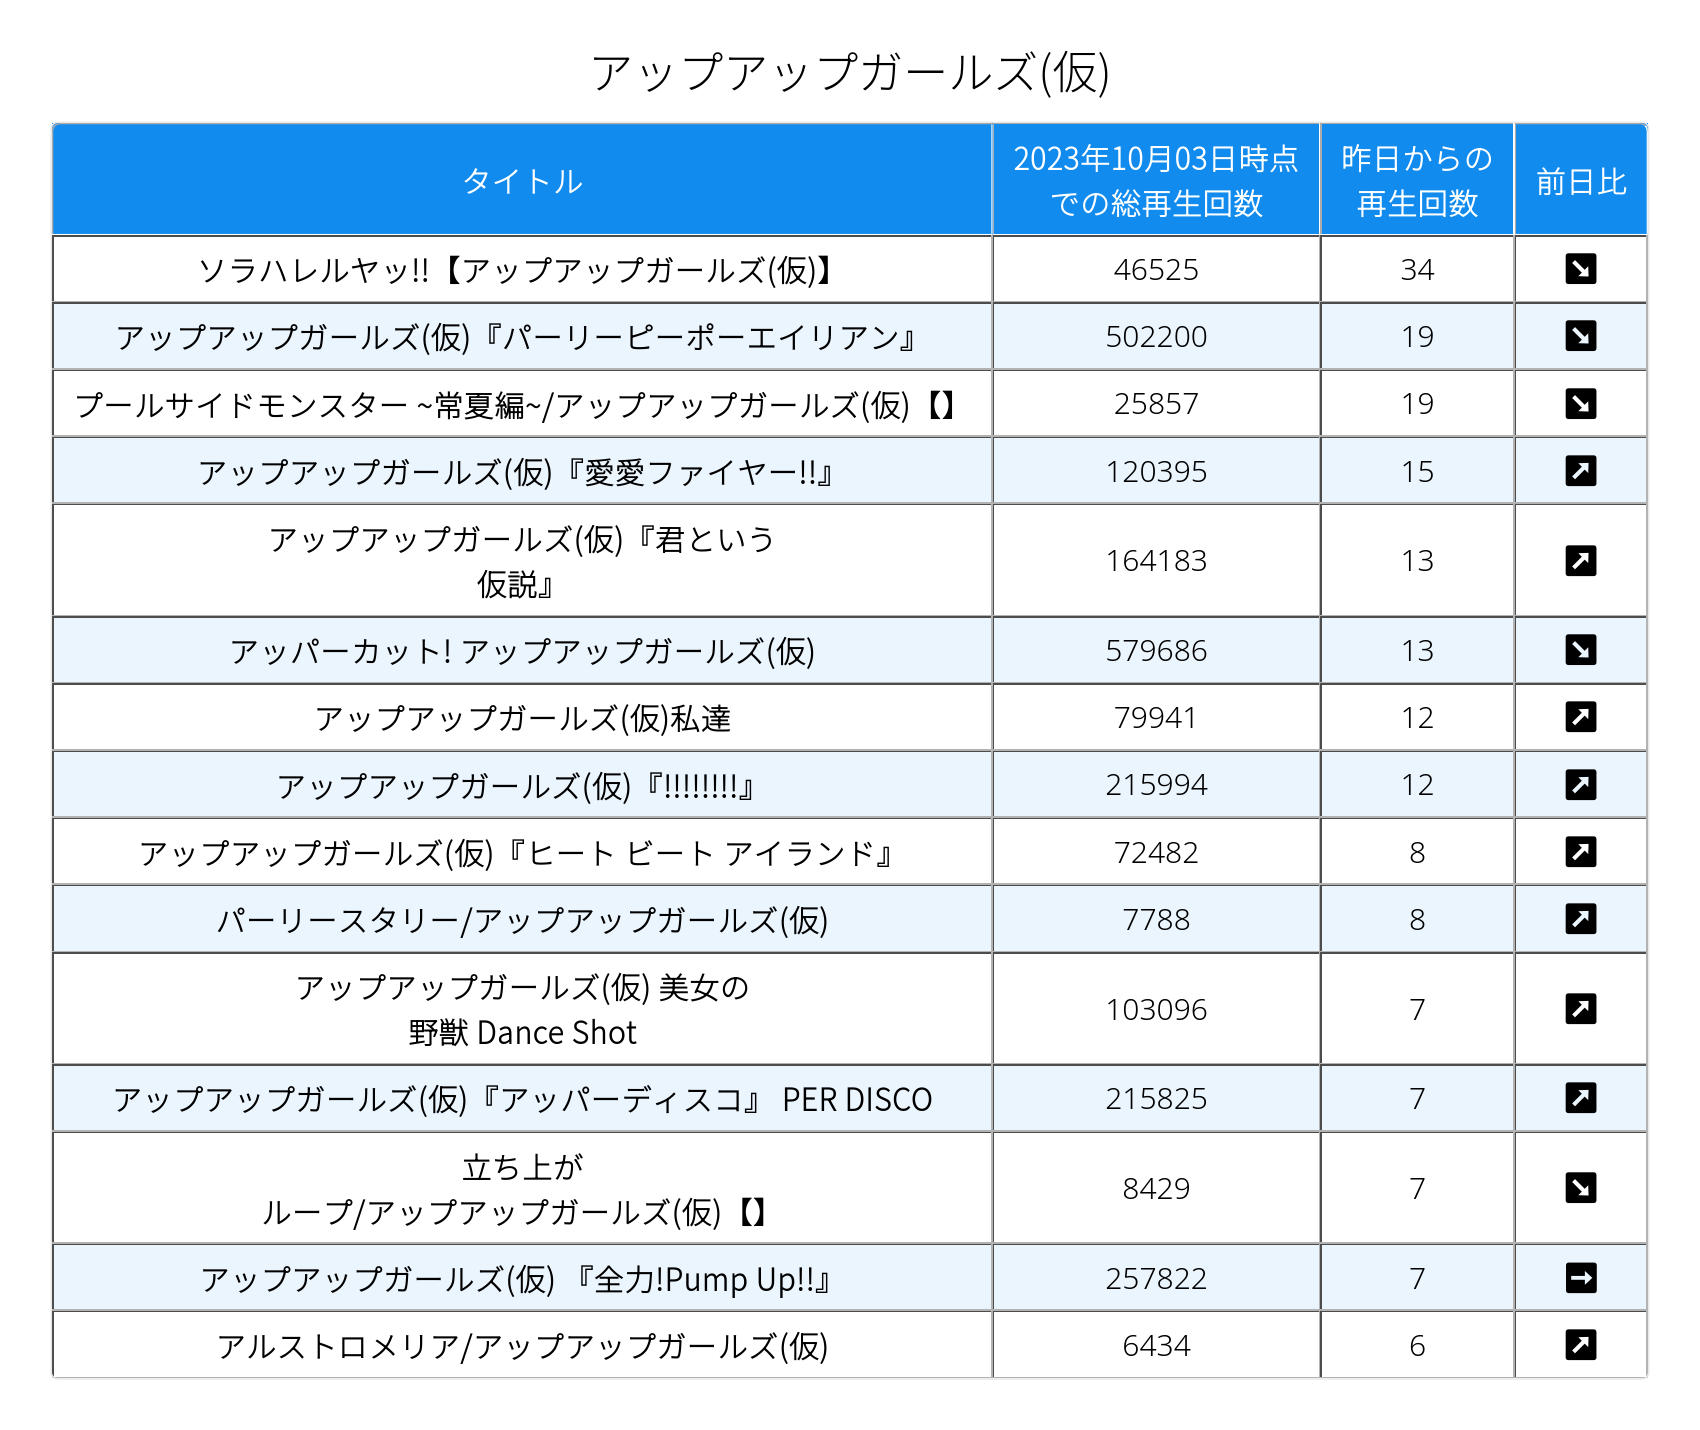 アップアップガールズ(仮)
タイトル
2023年10月03日時点
での総再生回数
昨日からの
再生回数
前日比
ソラハレルヤッ!!【アップアップガールズ(仮)】 46525 34 ↘
アップアップガールズ(仮)『パーリーピーポーエイリアン』 502200 19 ↘
プールサイドモンスター ~常夏編~/アップアップガールズ(仮)【】 25857 19 ↘
アップアップガールズ(仮)『愛愛ファイヤー!!』 120395 15 ↗
アップアップガールズ(仮)『君という
仮説』 164183 13 ↗
アッパーカット! アップアップガールズ(仮) 579686 13 ↘
アップアップガールズ(仮)私達 79941 12 ↗
アップアップガールズ(仮)『!!!!!!!!』 215994 12 ↗
アップアップガールズ(仮)『ヒート ビート アイランド』 72482 8 ↗
パーリースタリー/アップアップガールズ(仮) 7788 8 ↗
アップアップガールズ(仮) 美女の
野獣 Dance Shot 103096 7 ↗
アップアップガールズ(仮)『アッパーディスコ』 PER DISCO 215825 7 ↗
立ち上が
ループ/アップアップガールズ(仮)【】 8429 7 ↘
アップアップガールズ(仮) 『全力!Pump Up!!』 257822 7 →
アルストロメリア/アップアップガールズ(仮) 6434 6 ↗